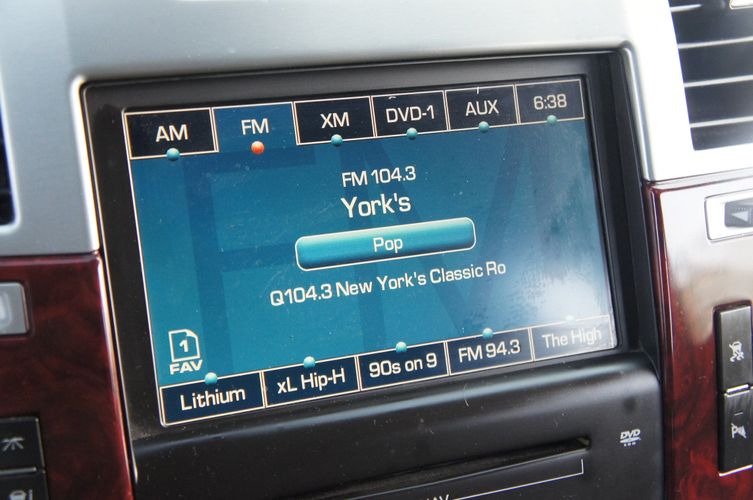 AM FM XM DVD-1 AUX 6:38
FM 104.3
York's
Pop
Q104.3 New York's Classic Ro
1
FAV
Lithium xL Hip-H 90s on 9 FM 94.3 The High
DVD